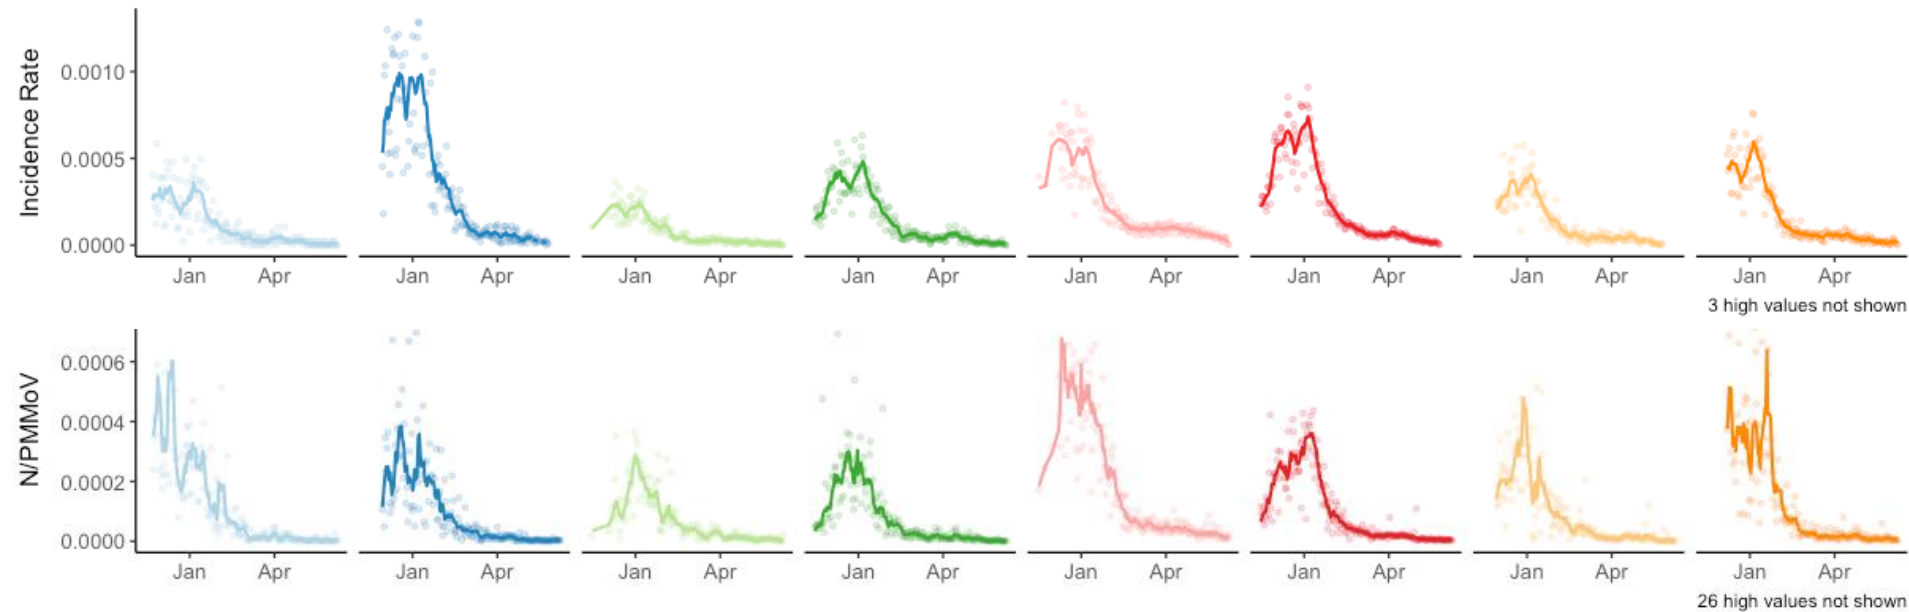 Incidence Rate
0.0010
0.0005
0.0000
Jan Apr Jan Apr Jan Apr Jan Apr Jan Apr Jan Apr Jan Apr Jan Apr
3 high values not shown
N/PMMoV
0.0006
0.0004
0.0002
0.0000
Jan Apr Jan Apr Jan Apr Jan Apr Jan Apr Jan Apr Jan Apr Jan Apr
26 high values not shown